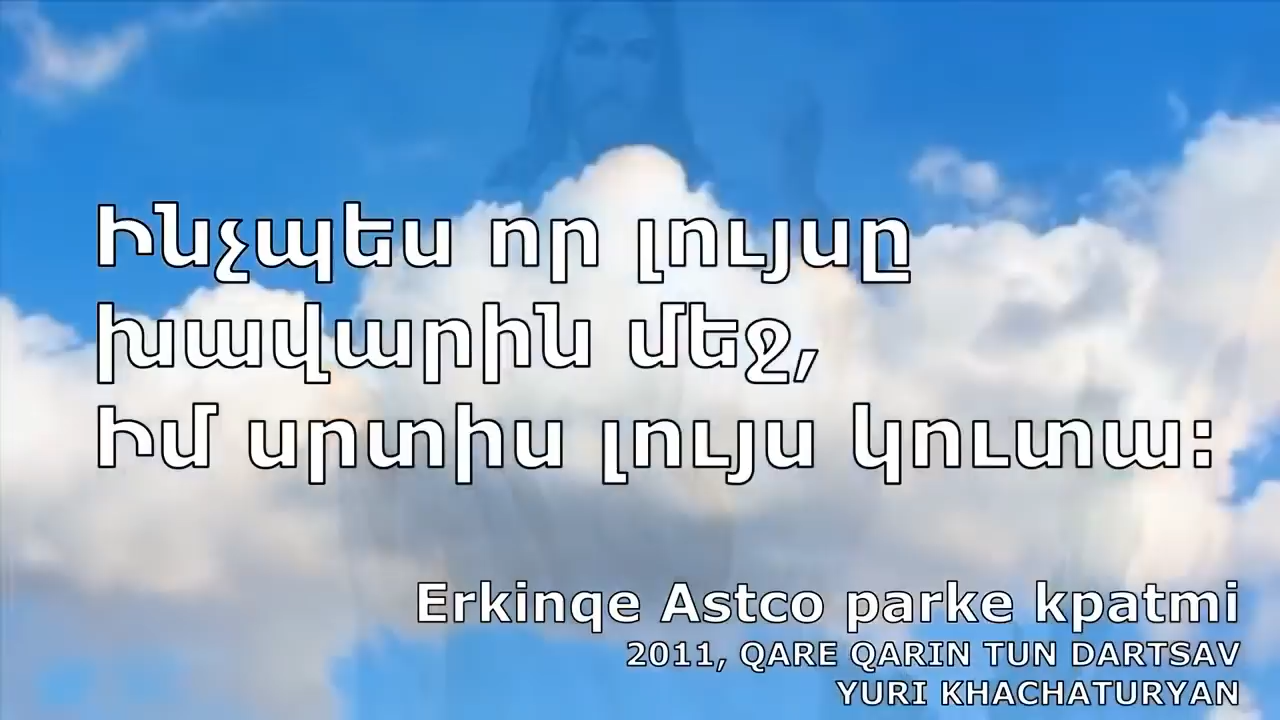 Ինչպես որ լույսը
խավարին մեջ,
Իմ սրտիս լույս կուտա։
Erkinqe Astco parke kpatmi
2011, QARE QARIN TUN DARTSAV
YURI KHACHATURYAN